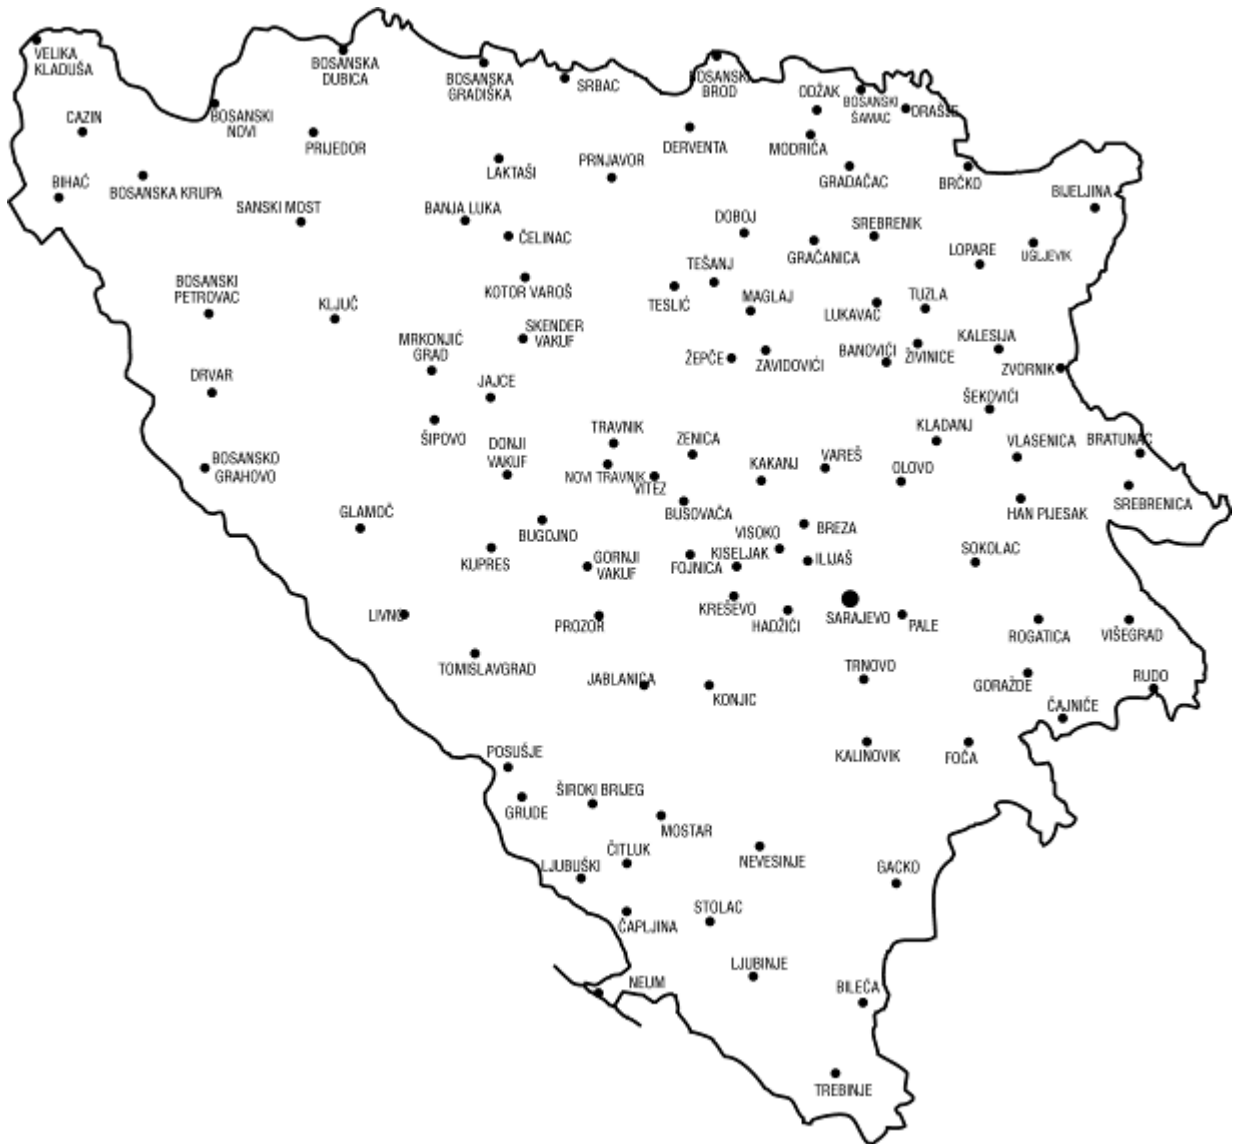 VELIKA
KLADUŠA
BOSANSKA
DUBICA
BOSANSKA
GRADIŠKA
SRBAC
BOSANSKI
BROD
ODŽAK
BOSANSKI
ŠAMAC
ORAŠJE
CAZIN
BOSANSKI
NOVI
PRIJEDOR
LAKTAŠI
PRNJAVOR
DERVENTA
MODRIČA
GRADAČAC
BRČKO
BIHAĆ
BOSANSKA KRUPA
SANSKI MOST
BANJA LUKA
ČELINAC
DOBOJ
GRAČANICA
SREBRENIK
BIJELJINA
LOPARE
UGLJEVIK
BOSANSKI
PETROVAC
KLJUČ
KOTOR VAROŠ
TESLIĆ
TEŠANJ
MAGLAJ
LUKAVAC
TUZLA
MRKONJIĆ
GRAD
SKENDER
VAKUF
ŽEPČE
ZAVIDOVIĆI
BANOVIĆI
ŽIVINICE
KALESIJA
ZVORNIK
DRVAR
JAJCE
ŠIPOVO
ŠEKOVIĆI
DONJI
VAKUF
TRAVNIK
NOVI TRAVNIK
VITEZ
ZENICA
KAKANJ
VAREŠ
OLOVO
KLADANJ
VLASENICA
BRATUNAC
BOSANSKO
GRAHOVO
BUSOVAČA
HAN PIJESAK
SREBRENICA
GLAMOČ
BUGOJNO
KUPRES
GORNJI
VAKUF
FOJNICA
KISELJAK
VISOKO
BREZA
ILIJAŠ
SOKOLAC
LIVNO
PROZOR
KREŠEVO
HADŽIĆI
SARAJEVO
PALE
ROGATICA
VIŠEGRAD
TOMISLAVGRAD
JABLANICA
KONJIC
TRNOVO
GORAŽDE
RUDO
ČAJNIČE
KALINOVIK
FOČA
POSUŠJE
GRUDE
ŠIROKI BRIJEG
MOSTAR
ČITLUK
LJUBUŠKI
NEVESINJE
GACKO
ČAPLJINA
STOLAC
LJUBINJE
NEUM
BILEĆA
TREBINJE